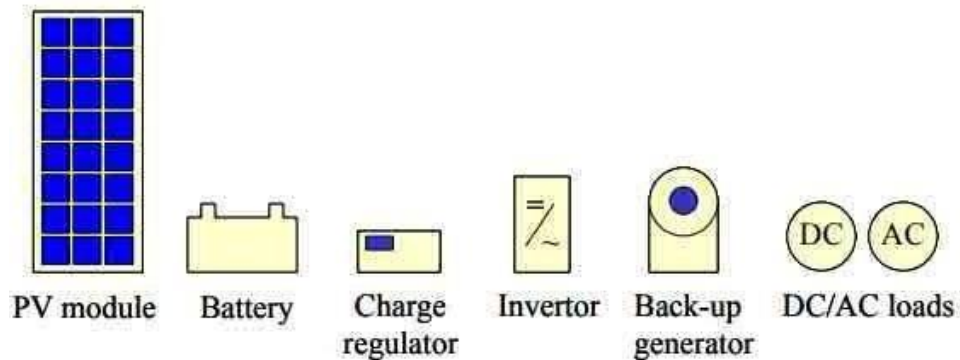 DC AC
PV module Battery Charge regulator Invertor Back-up generator DC/AC loads